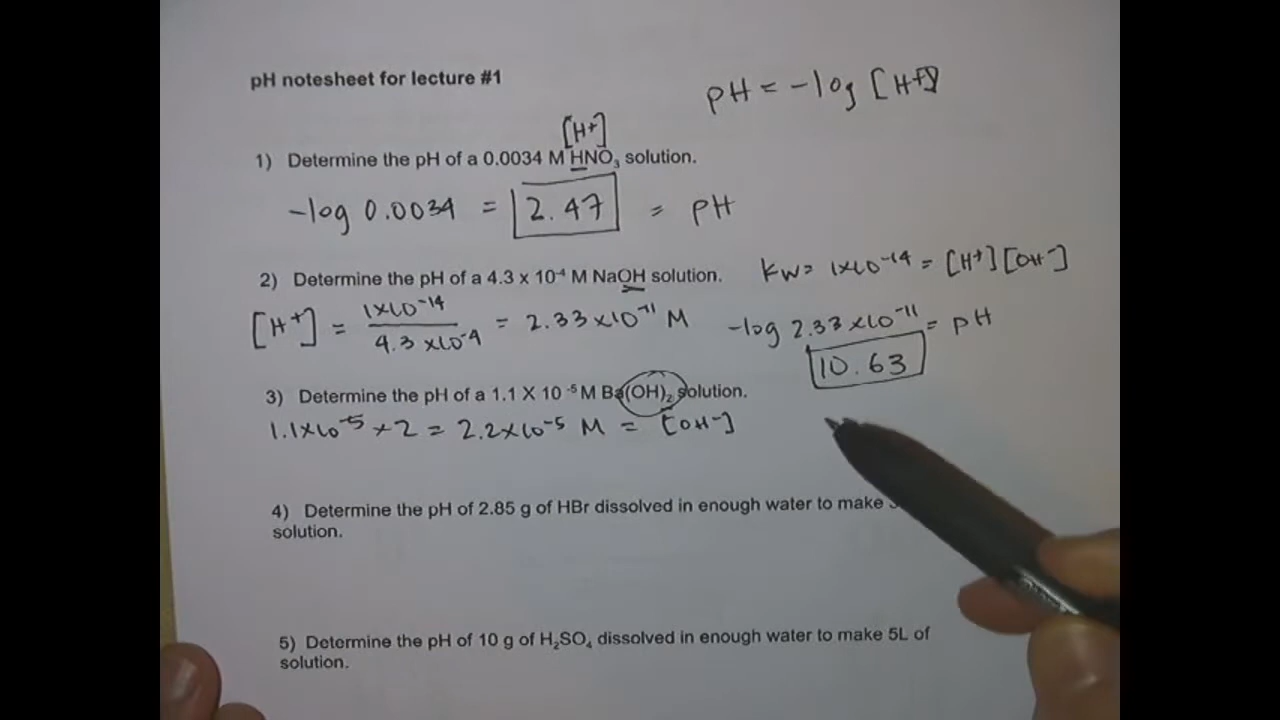 pH notesheet for lecture #1
pH = -log [H+]
[H+]
1) Determine the pH of a 0.0034 M HNO₃ solution.
-log 0.0034 = 2.47 = pH
2) Determine the pH of a 4.3 x 10⁻⁴ M NaOH solution.
Kw = 1x10⁻¹⁴ = [H+][OH-]
[H+] = 1x10⁻¹⁴ / 4.3x10⁻⁴ = 2.33x10⁻¹¹ M
-log 2.33x10⁻¹¹ = pH
10.63
3) Determine the pH of a 1.1 X 10 ⁻⁵ M Ba(OH)₂ solution.
1.1x10⁻⁵ x 2 = 2.2x10⁻⁵ M = [OH-]
4) Determine the pH of 2.85 g of HBr dissolved in enough water to make
solution.
5) Determine the pH of 10 g of H₂SO₄ dissolved in enough water to make 5L of
solution.